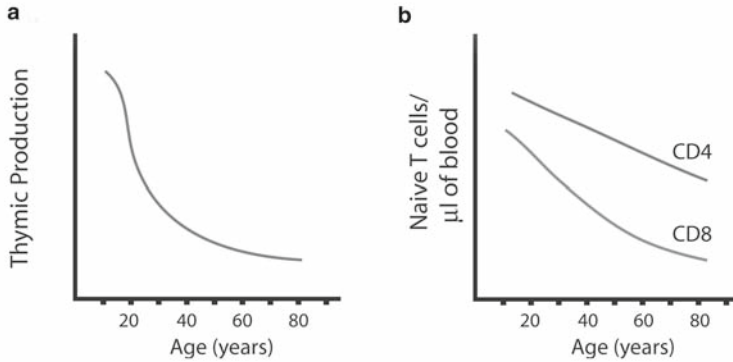 a
Thymic Production
20 40 60 80
Age (years)
b
Naive T cells/
µl of blood
CD4
CD8
20 40 60 80
Age (years)